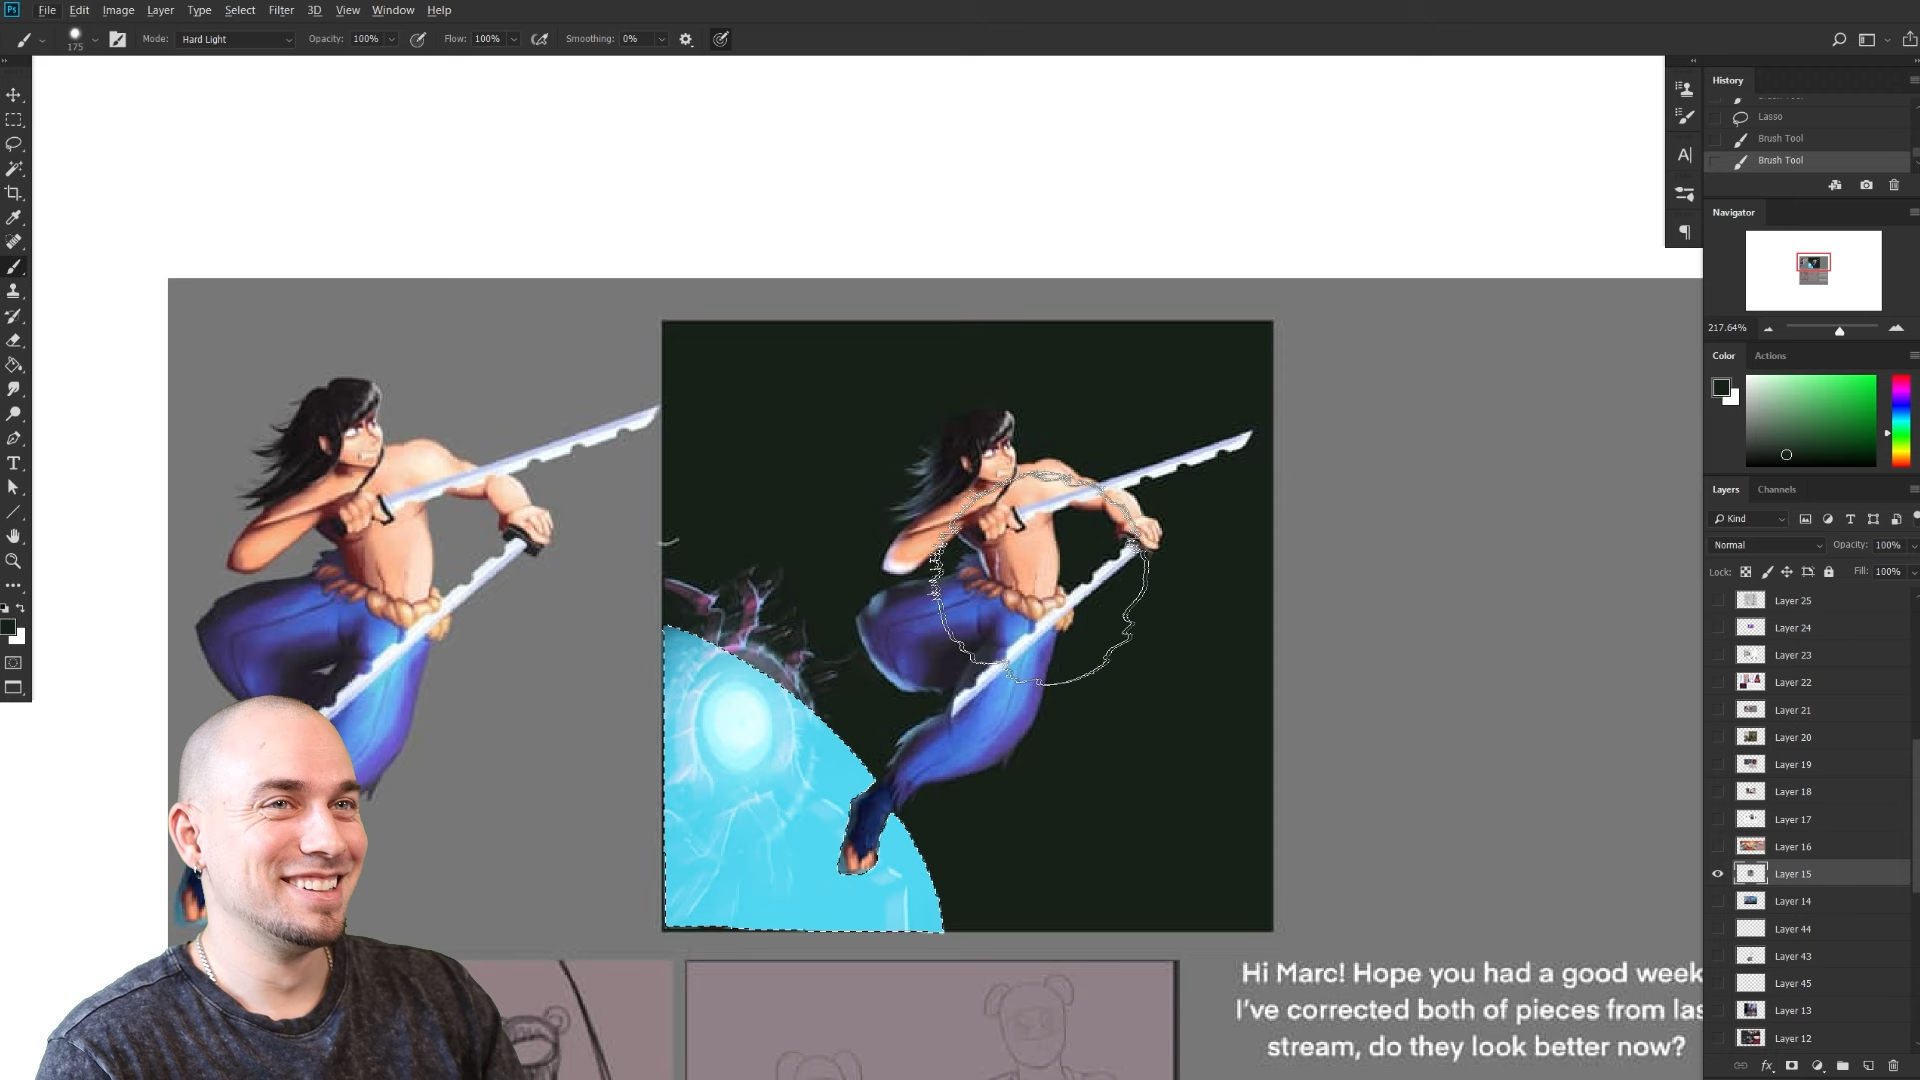 Ps File Edit Image Layer Type Select Filter 3D View Window Help
175 Mode: Hard Light Opacity: 100% Flow: 100% Smoothing: 0%
History
Lasso
Brush Tool
Brush Tool
Navigator
217.64%
Color Actions
Layers Channels
Kind
Normal Opacity: 100%
Lock: Fill: 100%
Layer 25
Layer 24
Layer 23
Layer 22
Layer 21
Layer 20
Layer 19
Layer 18
Layer 17
Layer 16
Layer 15
Layer 14
Layer 44
Layer 43
Layer 45
Layer 13
Layer 12
fx
Hi Marc! Hope you had a good week
I've corrected both of pieces from las
stream, do they look better now?